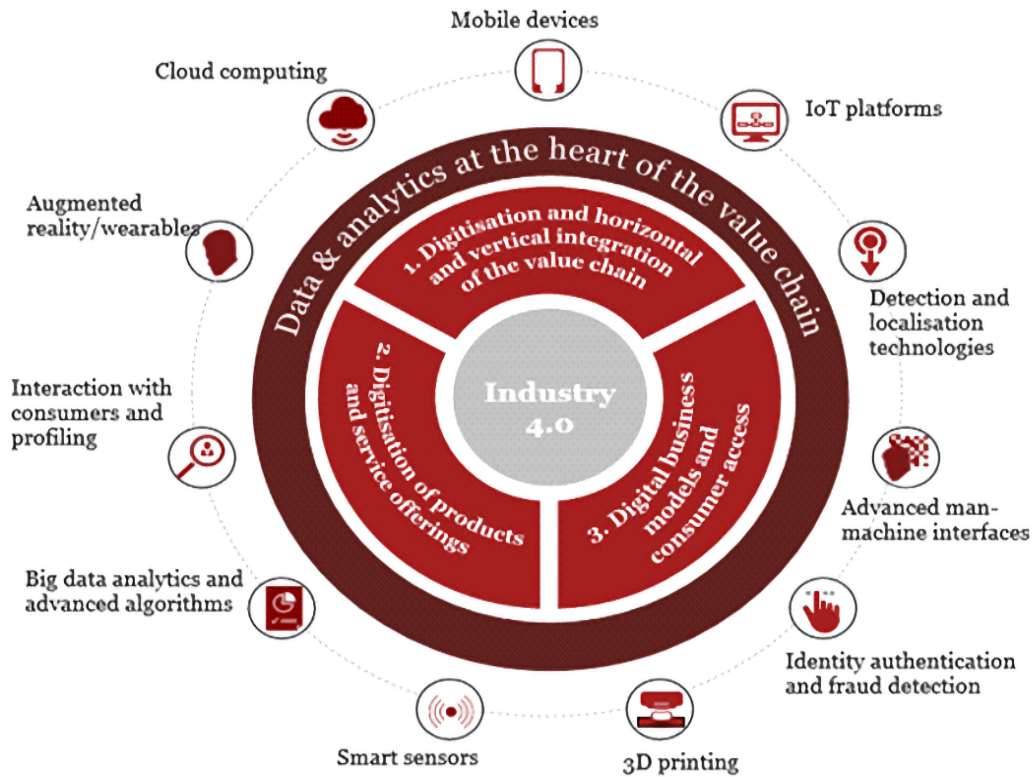 Mobile devices
Cloud computing
IoT platforms
Data & analytics at the heart of the value chain
Augmented
reality/wearables
1. Digitisation and horizontal
and vertical integration
of the value chain
Detection and
localisation
technologies
Industry
4.0
2. Digitisation of products
and service offerings
3. Digital business
models and
consumer access
Interaction with
consumers and
profiling
Advanced man-
machine interfaces
Big data analytics and
advanced algorithms
Identity authentication
and fraud detection
Smart sensors
3D printing